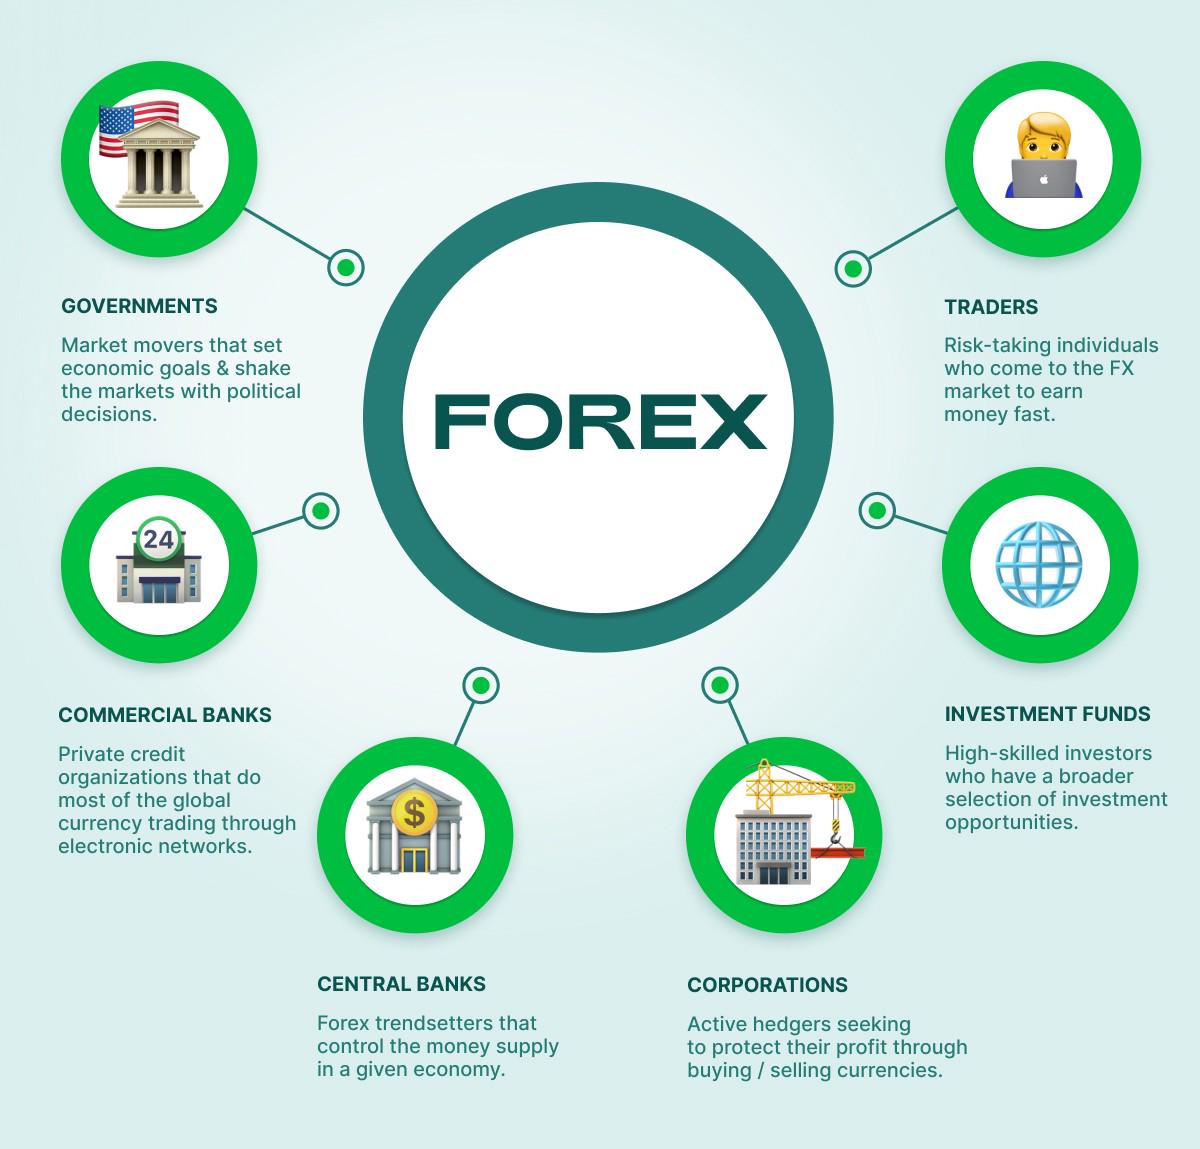 FOREX
GOVERNMENTS
Market movers that set
economic goals & shake
the markets with political
decisions.
TRADERS
Risk-taking individuals
who come to the FX
market to earn
money fast.
24
COMMERCIAL BANKS
Private credit
organizations that do
most of the global
currency trading through
electronic networks.
INVESTMENT FUNDS
High-skilled investors
who have a broader
selection of investment
opportunities.
$
CENTRAL BANKS
Forex trendsetters that
control the money supply
in a given economy.
CORPORATIONS
Active hedgers seeking
to protect their profit through
buying / selling currencies.